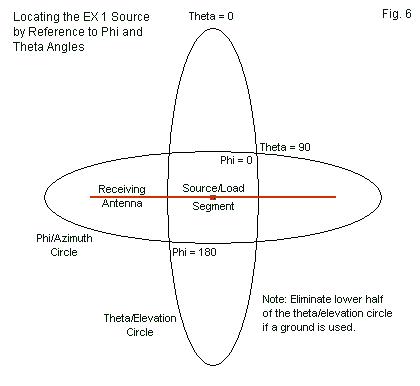 Locating the EX 1 Source
by Reference to Phi and
Theta Angles
Theta = 0
Fig. 6
Theta = 90
Phi = 0
Receiving
Antenna
Source/Load
Segment
Phi/Azimuth
Circle
Phi = 180
Theta/Elevation
Circle
Note: Eliminate lower half
of the theta/elevation circle
if a ground is used.